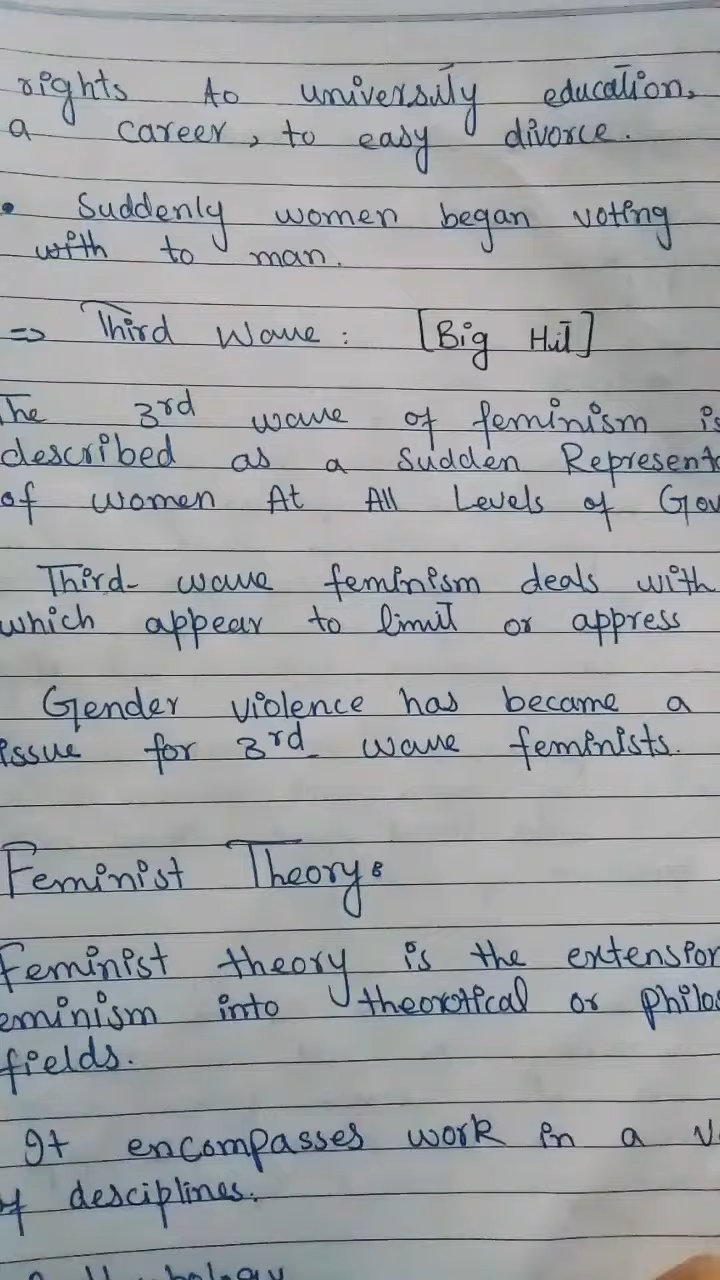 rights to university education,
a career, to easy divorce.
• Suddenly women began voting
with to man.
⇒ Third Wave : [Big Hit]
The 3rd wave of feminism is
described as a Sudden Represent
of women At All Levels of Gov
Third- wave feminism deals with
which appear to limit or appress
Gender violence has became a
issue for 3rd wave feminists.
Feminist Theory:
Feminist theory is the extension
eminism into theorotical or philos
fields.
It encompasses work in a v
of desciplines.